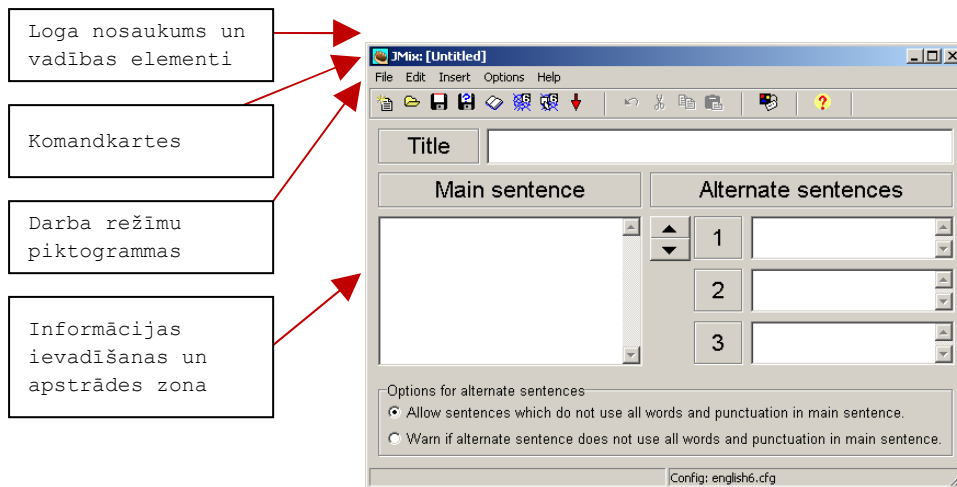 Loga nosaukums un
vadības elementi
Komandkartes
Darba režīmu
piktogrammas
Informācijas
ievadīšanas un
apstrādes zona
JMix: [Untitled]
File Edit Insert Options Help
Title
Main sentence
Alternate sentences
1
2
3
Options for alternate sentences
Allow sentences which do not use all words and punctuation in main sentence.
Warn if alternate sentence does not use all words and punctuation in main sentence.
Config: english6.cfg